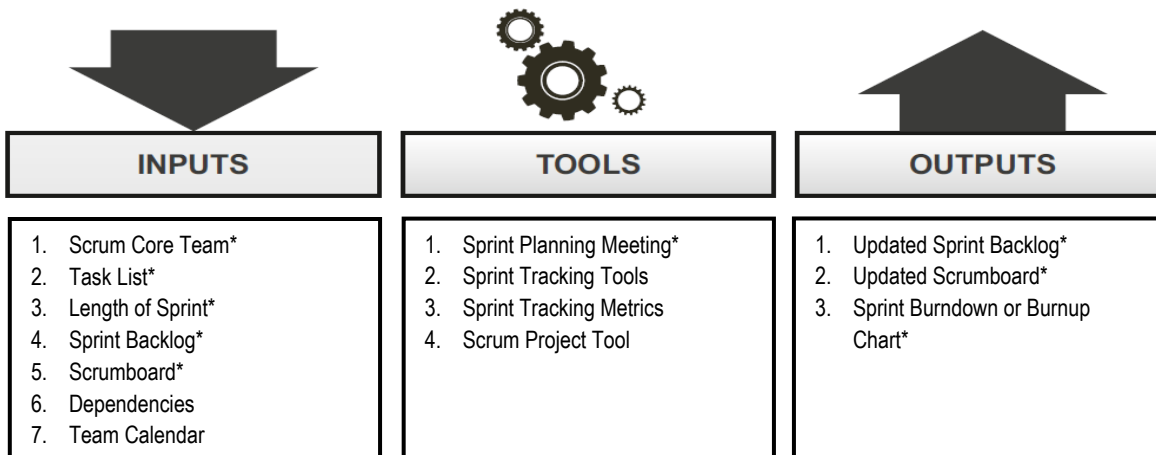 INPUTS
1. Scrum Core Team*
2. Task List*
3. Length of Sprint*
4. Sprint Backlog*
5. Scrumboard*
6. Dependencies
7. Team Calendar
TOOLS
1. Sprint Planning Meeting*
2. Sprint Tracking Tools
3. Sprint Tracking Metrics
4. Scrum Project Tool
OUTPUTS
1. Updated Sprint Backlog*
2. Updated Scrumboard*
3. Sprint Burndown or Burnup
Chart*